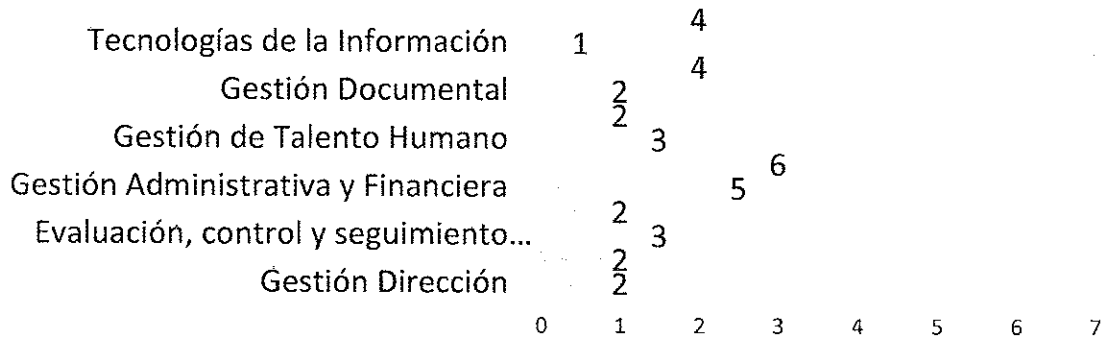 4
Tecnologías de la Información 1
4
Gestión Documental 2
2
Gestión de Talento Humano 3
6
Gestión Administrativa y Financiera 5
2
Evaluación, control y seguimiento... 3
2
Gestión Dirección 2
0 1 2 3 4 5 6 7